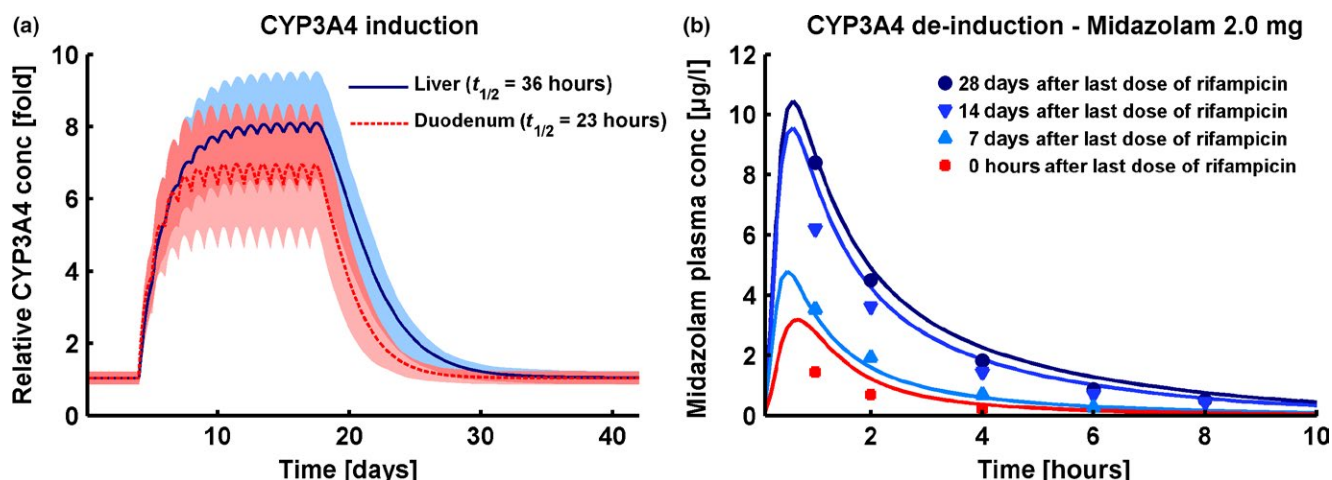 (a) CYP3A4 induction
Relative CYP3A4 conc [fold]
10
8
6
4
2
0
Liver (t1/2 = 36 hours)
Duodenum (t1/2 = 23 hours)
10 20 30 40
Time [days]
(b) CYP3A4 de-induction - Midazolam 2.0 mg
Midazolam plasma conc [µg/l]
12
10
8
6
4
2
0
28 days after last dose of rifampicin
14 days after last dose of rifampicin
7 days after last dose of rifampicin
0 hours after last dose of rifampicin
2 4 6 8 10
Time [hours]